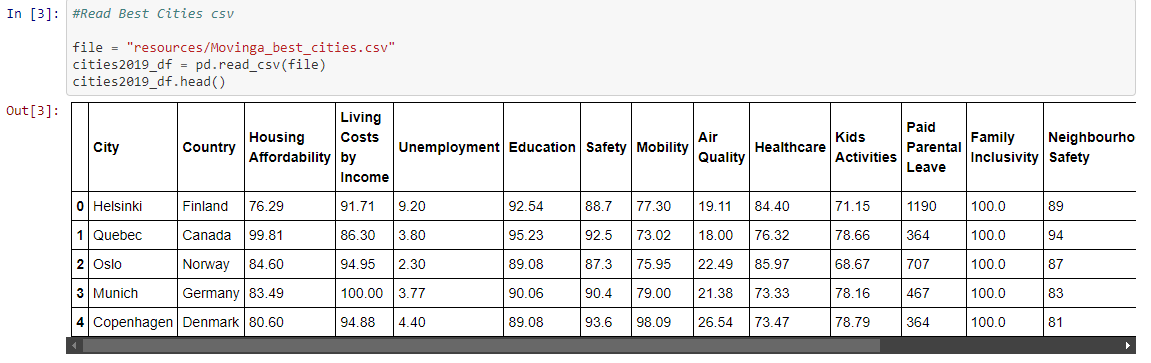 In [3]: #Read Best Cities csv
file = "resources/Movinga_best_cities.csv"
cities2019_df = pd.read_csv(file)
cities2019_df.head()
Out[3]:
City Country Housing Affordability Living Costs by Income Unemployment Education Safety Mobility Air Quality Healthcare Kids Activities Paid Parental Leave Family Inclusivity Neighbourho Safety
0 Helsinki Finland 76.29 91.71 9.20 92.54 88.7 77.30 19.11 84.40 71.15 1190 100.0 89
1 Quebec Canada 99.81 86.30 3.80 95.23 92.5 73.02 18.00 76.32 78.66 364 100.0 94
2 Oslo Norway 84.60 94.95 2.30 89.08 87.3 75.95 22.49 85.97 68.67 707 100.0 87
3 Munich Germany 83.49 100.00 3.77 90.06 90.4 79.00 21.38 73.33 78.16 467 100.0 83
4 Copenhagen Denmark 80.60 94.88 4.40 89.08 93.6 98.09 26.54 73.47 78.79 364 100.0 81